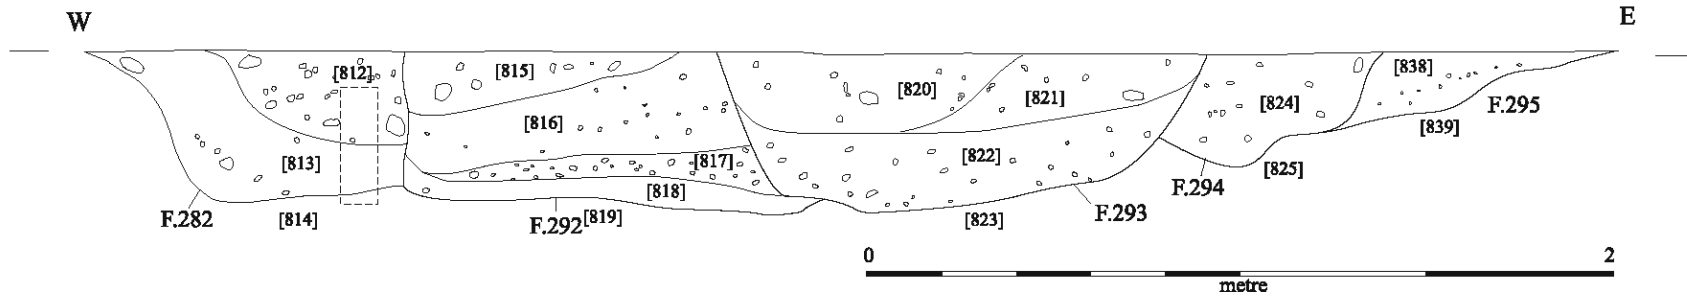 W E
[812] [815] [820] [821] [824] [838]
[816] [813] [817] [818] [822] [839] F.295
F.282 [814] F.292 [819] [823] F.293 F.294 [825]
0 2
metre